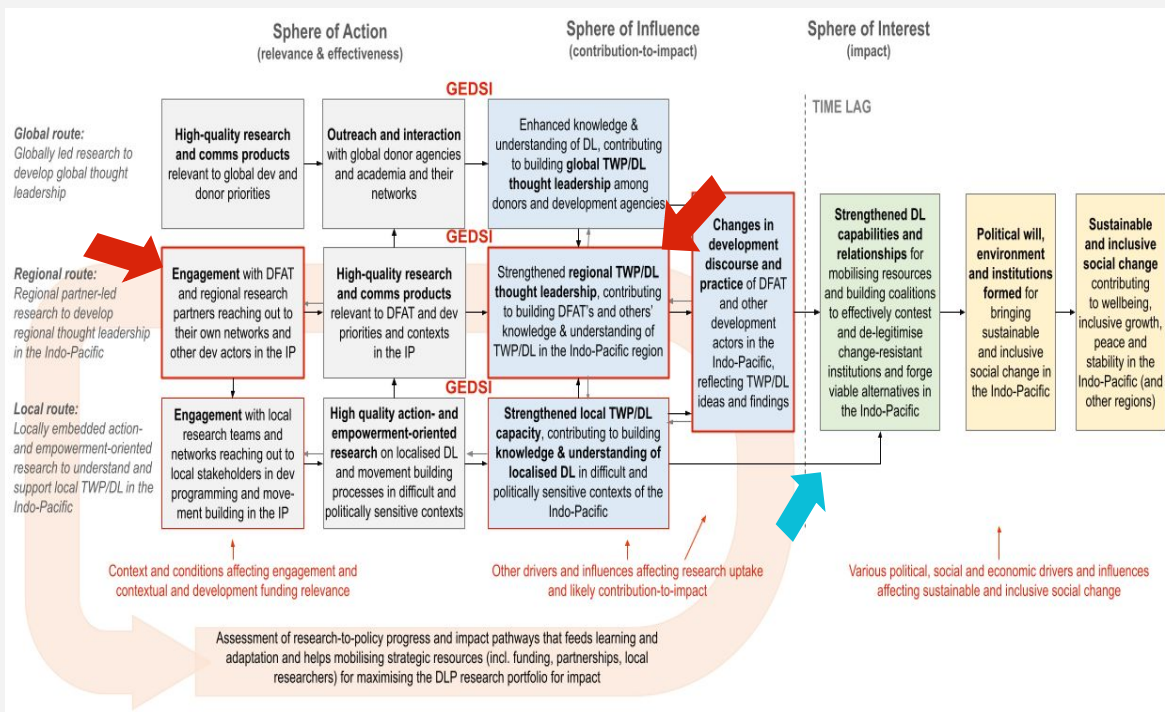 Sphere of Action
(relevance & effectiveness)
Sphere of Influence
(contribution-to-impact)
Sphere of Interest
(impact)
TIME LAG
GEDSI
Global route:
Globally led research to
develop global thought
leadership
High-quality research
and comms products
relevant to global dev and
donor priorities
Outreach and interaction
with global donor agencies
and academia and their
networks
Enhanced knowledge &
understanding of DL, contributing
to building global TWP/DL
thought leadership among
donors and development agencies
GEDSI
Regional route:
Regional partner-led
research to develop
regional thought leadership
in the Indo-Pacific
Engagement with DFAT
and regional research
partners reaching out to
their own networks and
other dev actors in the IP
High-quality research
and comms products
relevant to DFAT and dev
priorities and contexts
in the IP
Strengthened regional TWP/DL
thought leadership, contributing
to building DFAT's and others'
knowledge & understanding of
TWP/DL in the Indo-Pacific region
Changes in
development
discourse and
practice of DFAT
and other
development
actors in the
Indo-Pacific,
reflecting TWP/DL
ideas and findings
Strengthened DL
capabilities and
relationships for
mobilising resources
and building coalitions
to effectively contest
and de-legitimise
change-resistant
institutions and forge
viable alternatives in
the Indo-Pacific
Political will,
environment
and institutions
formed for
bringing
sustainable
and inclusive
social change in
the Indo-Pacific
Sustainable
and inclusive
social change
contributing
to wellbeing,
inclusive growth,
peace and
stability in the
Indo-Pacific (and
other regions)
GEDSI
Local route:
Locally embedded action-
and empowerment-oriented
research to understand and
support local TWP/DL in the
Indo-Pacific
Engagement with local
research teams and
networks reaching out to
local stakeholders in dev
programming and move-
ment building in the IP
High quality action- and
empowerment-oriented
research on localised DL
and movement building
processes in difficult and
politically sensitive contexts
Strengthened local TWP/DL
capacity, contributing to building
knowledge & understanding of
localised DL in difficult and
politically sensitive contexts of the
Indo-Pacific
Context and conditions affecting engagement and
contextual and development funding relevance
Other drivers and influences affecting research uptake
and likely contribution-to-impact
Various political, social and economic drivers and influences
affecting sustainable and inclusive social change
Assessment of research-to-policy progress and impact pathways that feeds learning and
adaptation and helps mobilising strategic resources (incl. funding, partnerships, local
researchers) for maximising the DLP research portfolio for impact